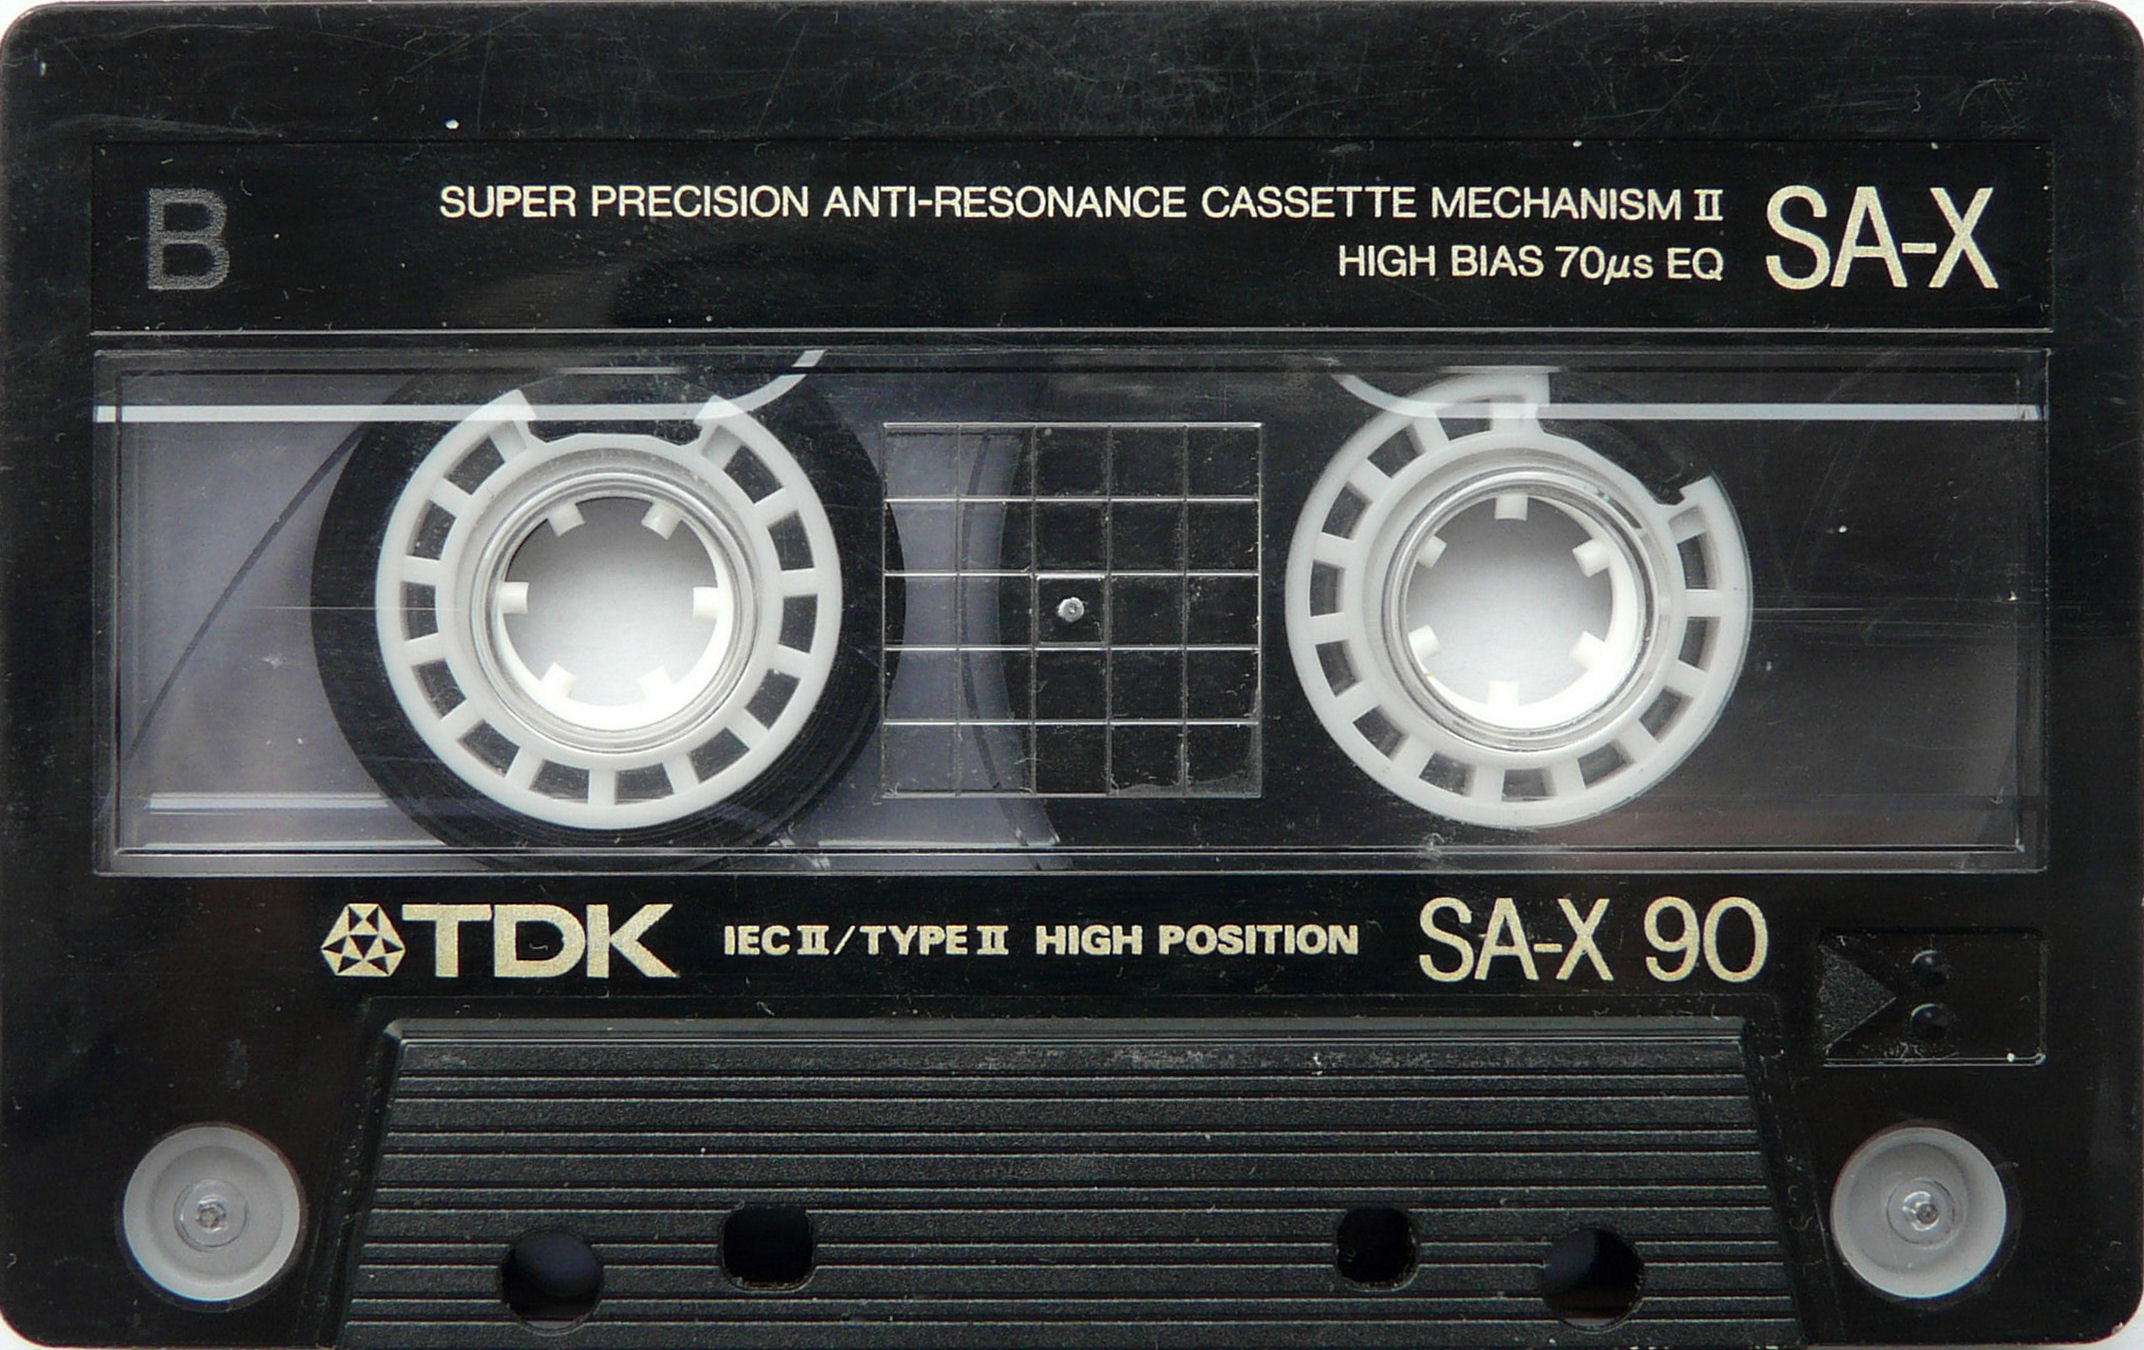 B
SUPER PRECISION ANTI-RESONANCE CASSETTE MECHANISM II
HIGH BIAS 70µs EQ
SA-X
TDK
IEC II/TYPE II HIGH POSITION
SA-X 90